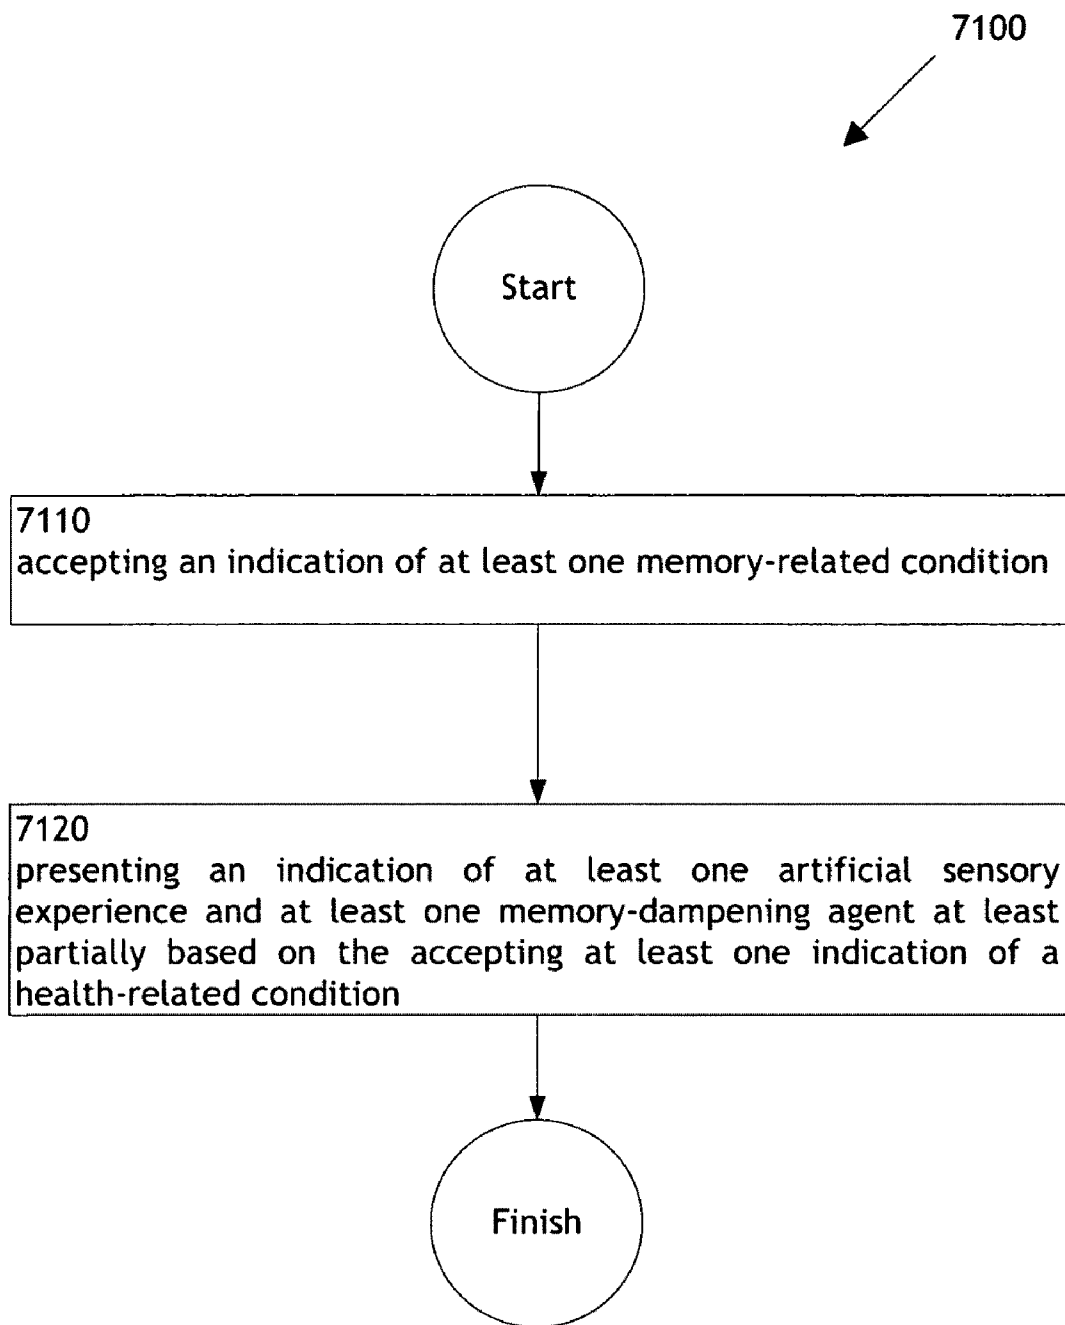 7100
Start
7110
accepting an indication of at least one memory-related condition
7120
presenting an indication of at least one artificial sensory
experience and at least one memory-dampening agent at least
partially based on the accepting at least one indication of a
health-related condition
Finish